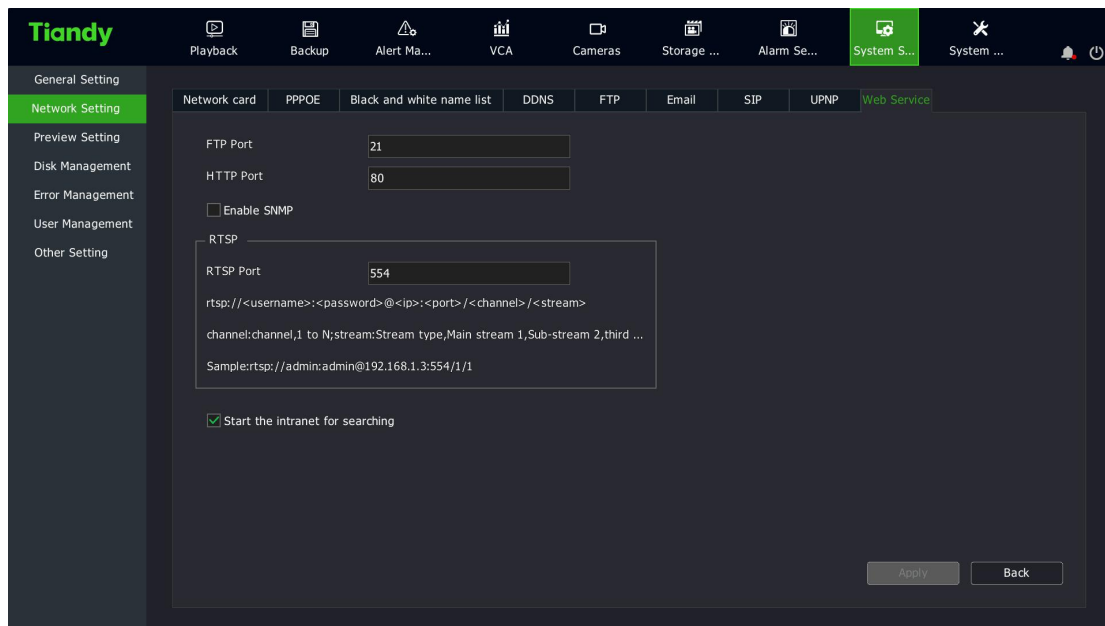 Tiandy
Playback Backup Alert Ma... VCA Cameras Storage ... Alarm Se... System S... System ...
General Setting
Network Setting
Preview Setting
Disk Management
Error Management
User Management
Other Setting
Network card PPPOE Black and white name list DDNS FTP Email SIP UPNP Web Service
FTP Port 21
HTTP Port 80
Enable SNMP
RTSP
RTSP Port 554
rtsp://<username>:<password>@<ip>:<port>/<channel>/<stream>
channel:channel,1 to N;stream:Stream type,Main stream 1,Sub-stream 2,third ...
Sample:rtsp://admin:admin@192.168.1.3:554/1/1
Start the intranet for searching
Apply Back